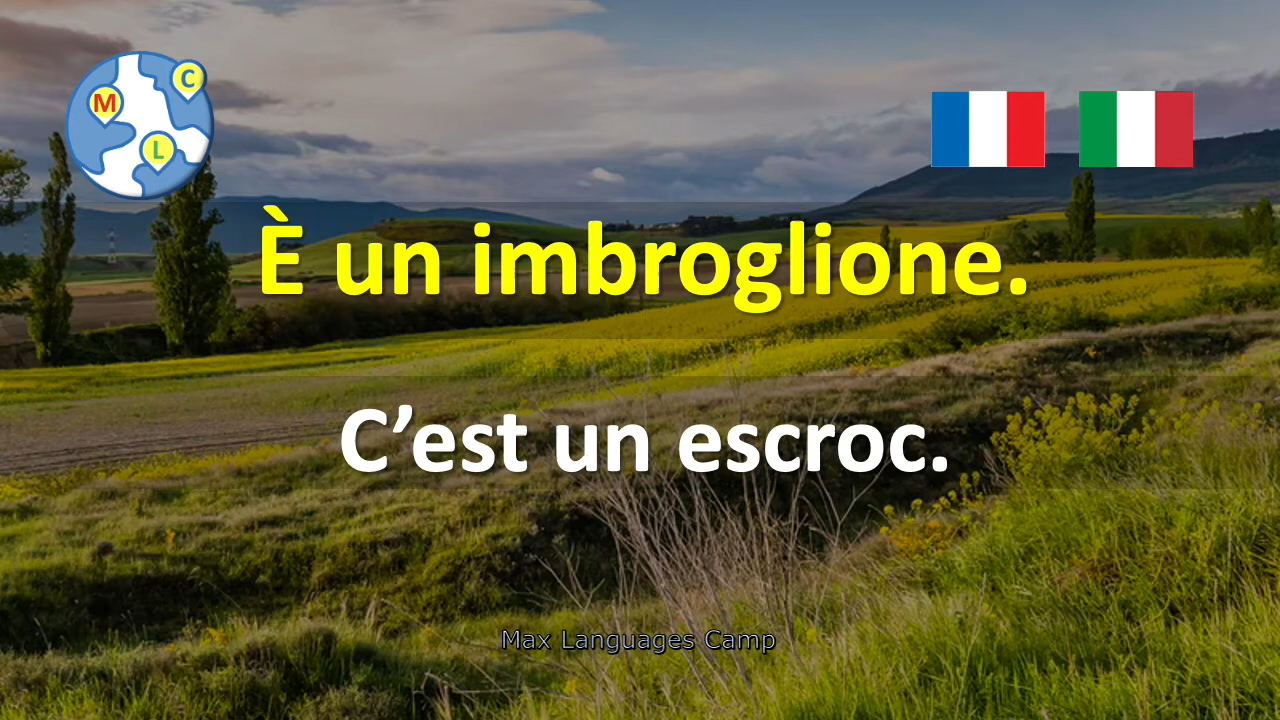 M
C
L
È un imbroglione.
C’est un escroc.
Max Languages Camp